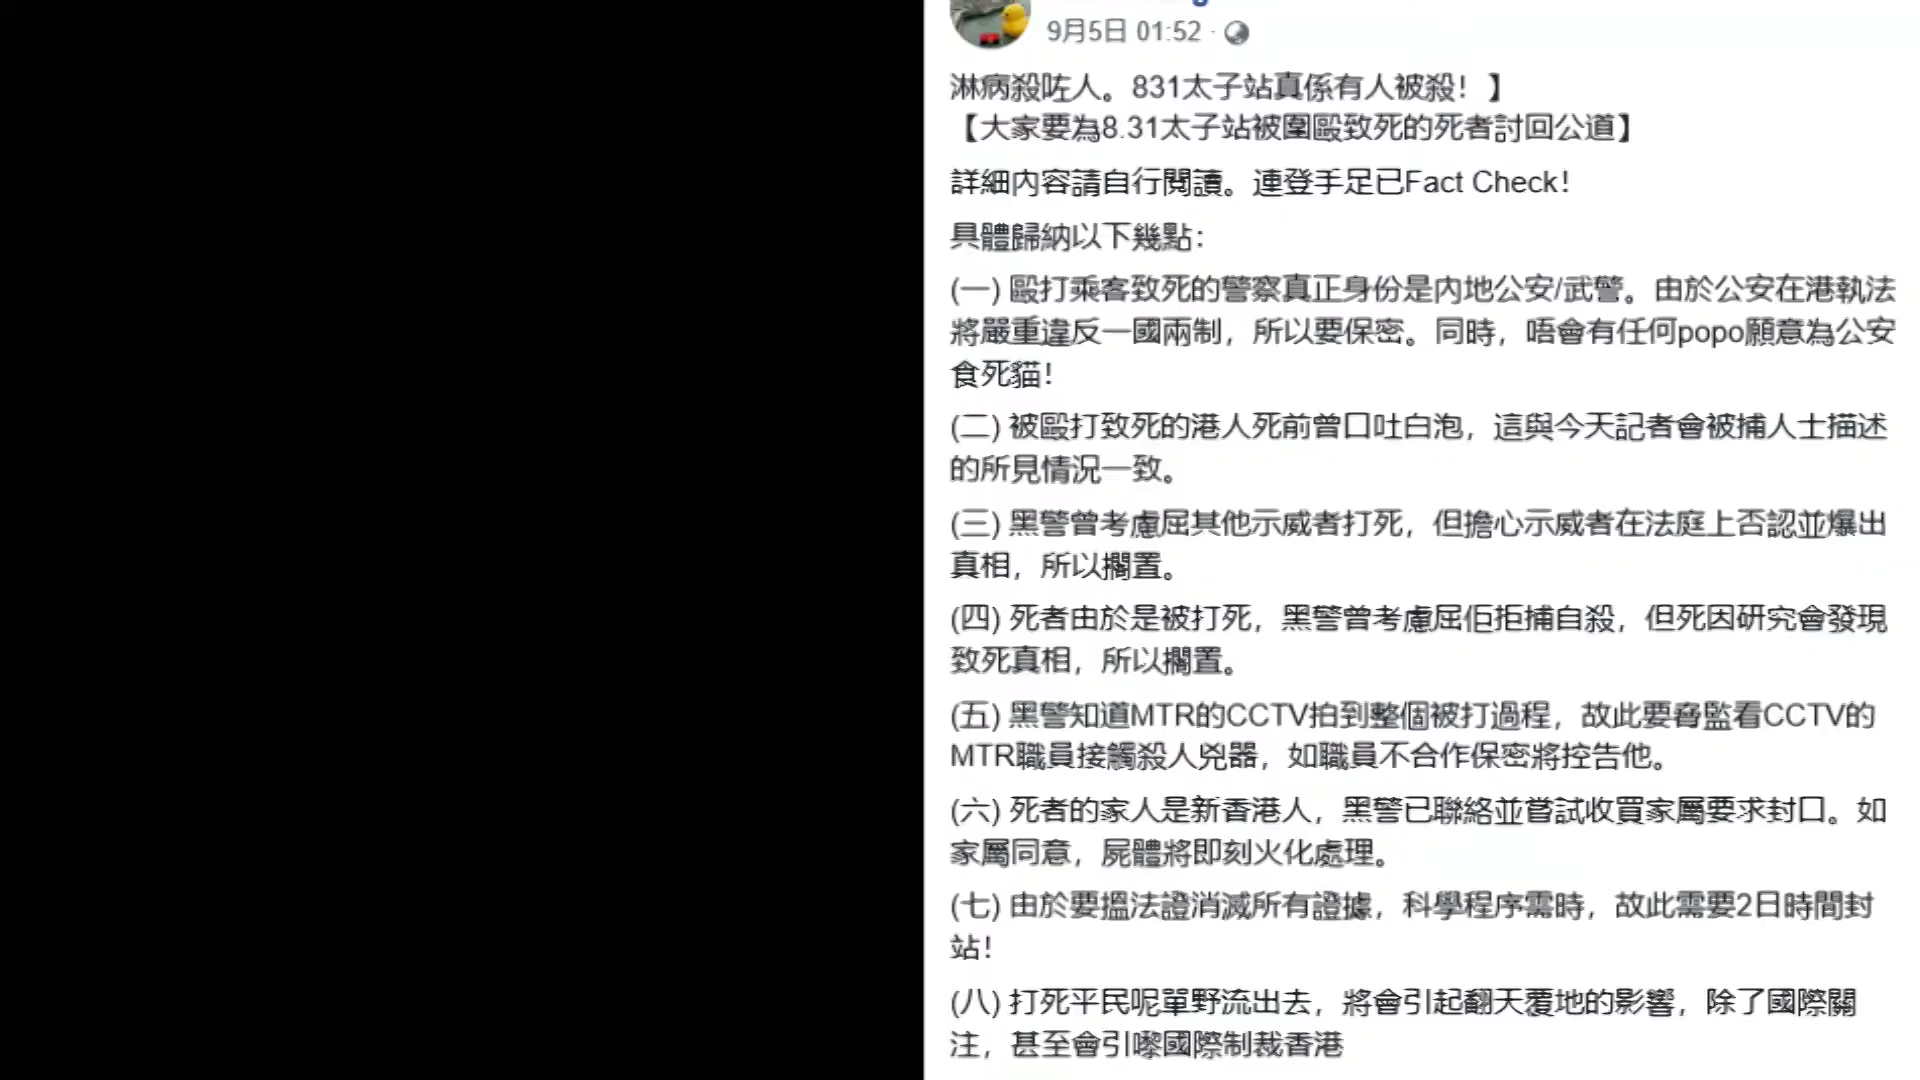 9月5日 01:52 ·
淋病殺咗人。831太子站真係有人被殺！】
【大家要為8.31太子站被圍毆致死的死者討回公道】
詳細內容請自行閱讀。連登手足已Fact Check！
具體歸納以下幾點：
(一) 毆打乘客致死的警察真正身份是內地公安/武警。由於公安在港執法
將嚴重違反一國兩制，所以要保密。同時，唔會有任何popo願意為公安
食死貓！
(二) 被毆打致死的港人死前曾口吐白泡，這與今天記者會被捕人士描述
的所見情況一致。
(三) 黑警曾考慮屈其他示威者打死，但擔心示威者在法庭上否認並爆出
真相，所以擱置。
(四) 死者由於是被打死，黑警曾考慮屈佢拒捕自殺，但死因研究會發現
致死真相，所以擱置。
(五) 黑警知道MTR的CCTV拍到整個被打過程，故此要脅監看CCTV的
MTR職員接觸殺人兇器，如職員不合作保密將控告他。
(六) 死者的家人是新香港人，黑警已聯絡並嘗試收買家屬要求封口。如
家屬同意，屍體將即刻火化處理。
(七) 由於要搵法證消滅所有證據，科學程序需時，故此需要2日時間封
站！
(八) 打死平民呢單野流出去，將會引起翻天覆地的影響，除了國際關
注，甚至會引嚟國際制裁香港